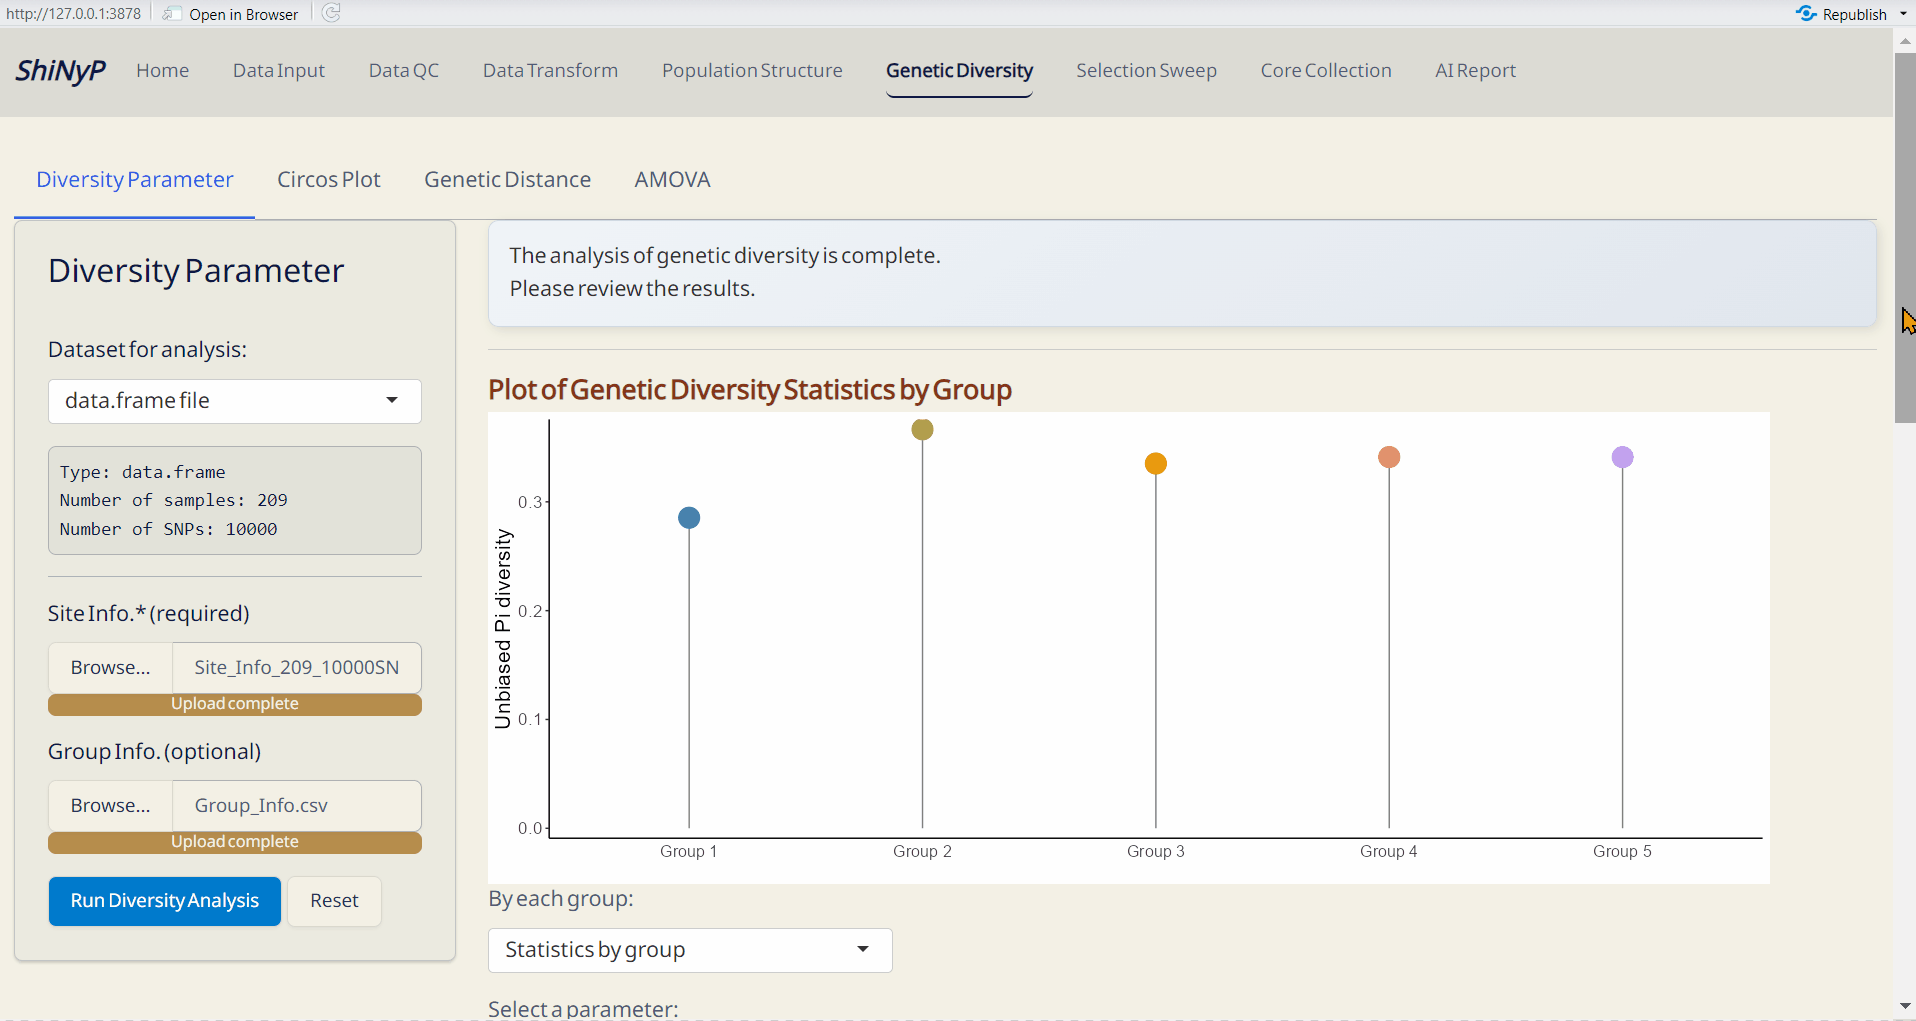 http://127.0.0.1:3878 Open in Browser Republish
ShiNyP Home Data Input Data QC Data Transform Population Structure Genetic Diversity Selection Sweep Core Collection AI Report
Diversity Parameter Circos Plot Genetic Distance AMOVA
Diversity Parameter
Dataset for analysis:
data.frame file
Type: data.frame
Number of samples: 209
Number of SNPs: 10000
Site Info.* (required)
Browse... Site_Info_209_10000SN
Upload complete
Group Info. (optional)
Browse... Group_Info.csv
Upload complete
Run Diversity Analysis Reset
The analysis of genetic diversity is complete.
Please review the results.
Plot of Genetic Diversity Statistics by Group
Unbiased Pi diversity
0.3
0.2
0.1
0.0
Group 1 Group 2 Group 3 Group 4 Group 5
By each group:
Statistics by group
Select a parameter: